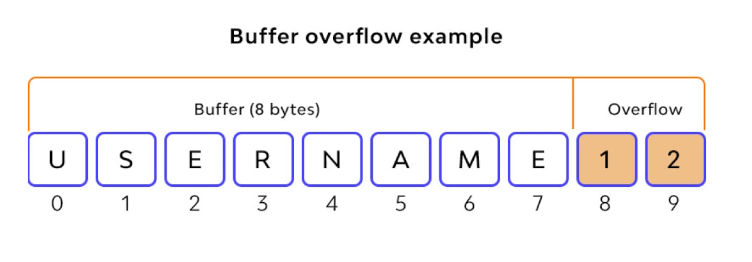 Buffer overflow example
Buffer (8 bytes) Overflow
U S E R N A M E 1 2
0 1 2 3 4 5 6 7 8 9